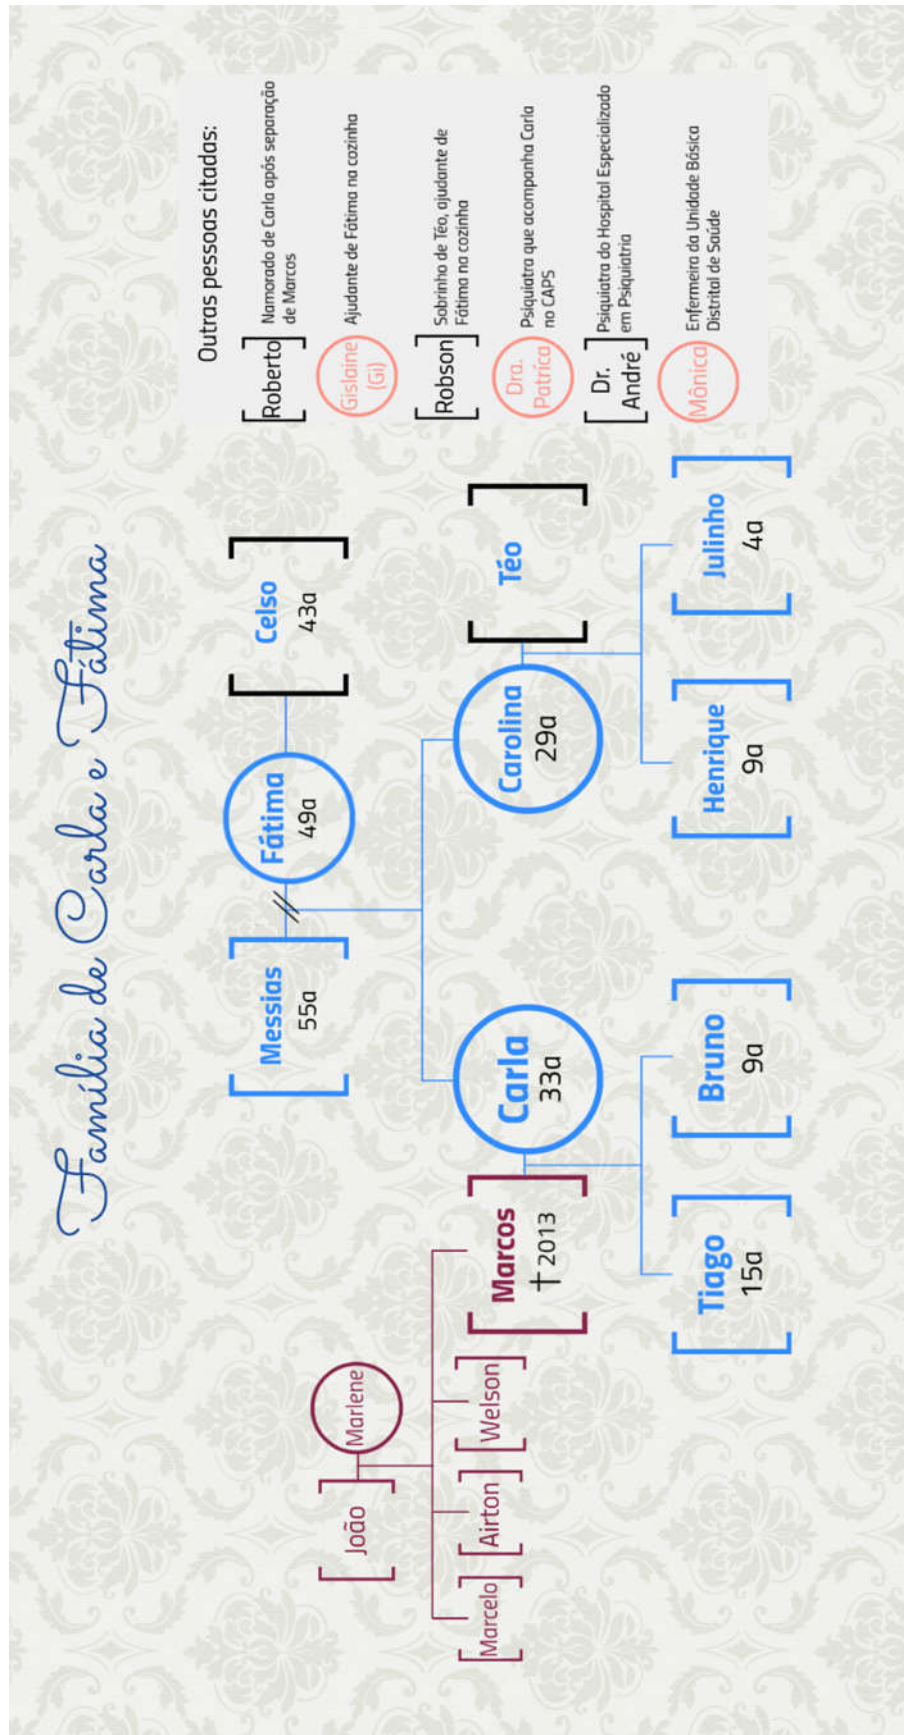 Família de Carla e Fátima
Messias
55a
Fátima
49a
Celso
43a
João
Marlene
Marcelo
Airton
Welson
Marcos
† 2013
Carla
33a
Carolina
29a
Téo
Tiago
15a
Bruno
9a
Henrique
9a
Julinho
4a
Outras pessoas citadas:
Roberto
Namorado de Carla após separação
de Marcos
Gislaine
(Gi)
Ajudante de Fátima na cozinha
Robson
Sobrinho de Téo, ajudante de
Fátima na cozinha
Dra.
Patríca
Psiquiatra que acompanha Carla
no CAPS
Dr.
André
Psiquiatra do Hospital Especializado
em Psiquiatria
Mônica
Enfermeira da Unidade Básica
Distrital de Saúde